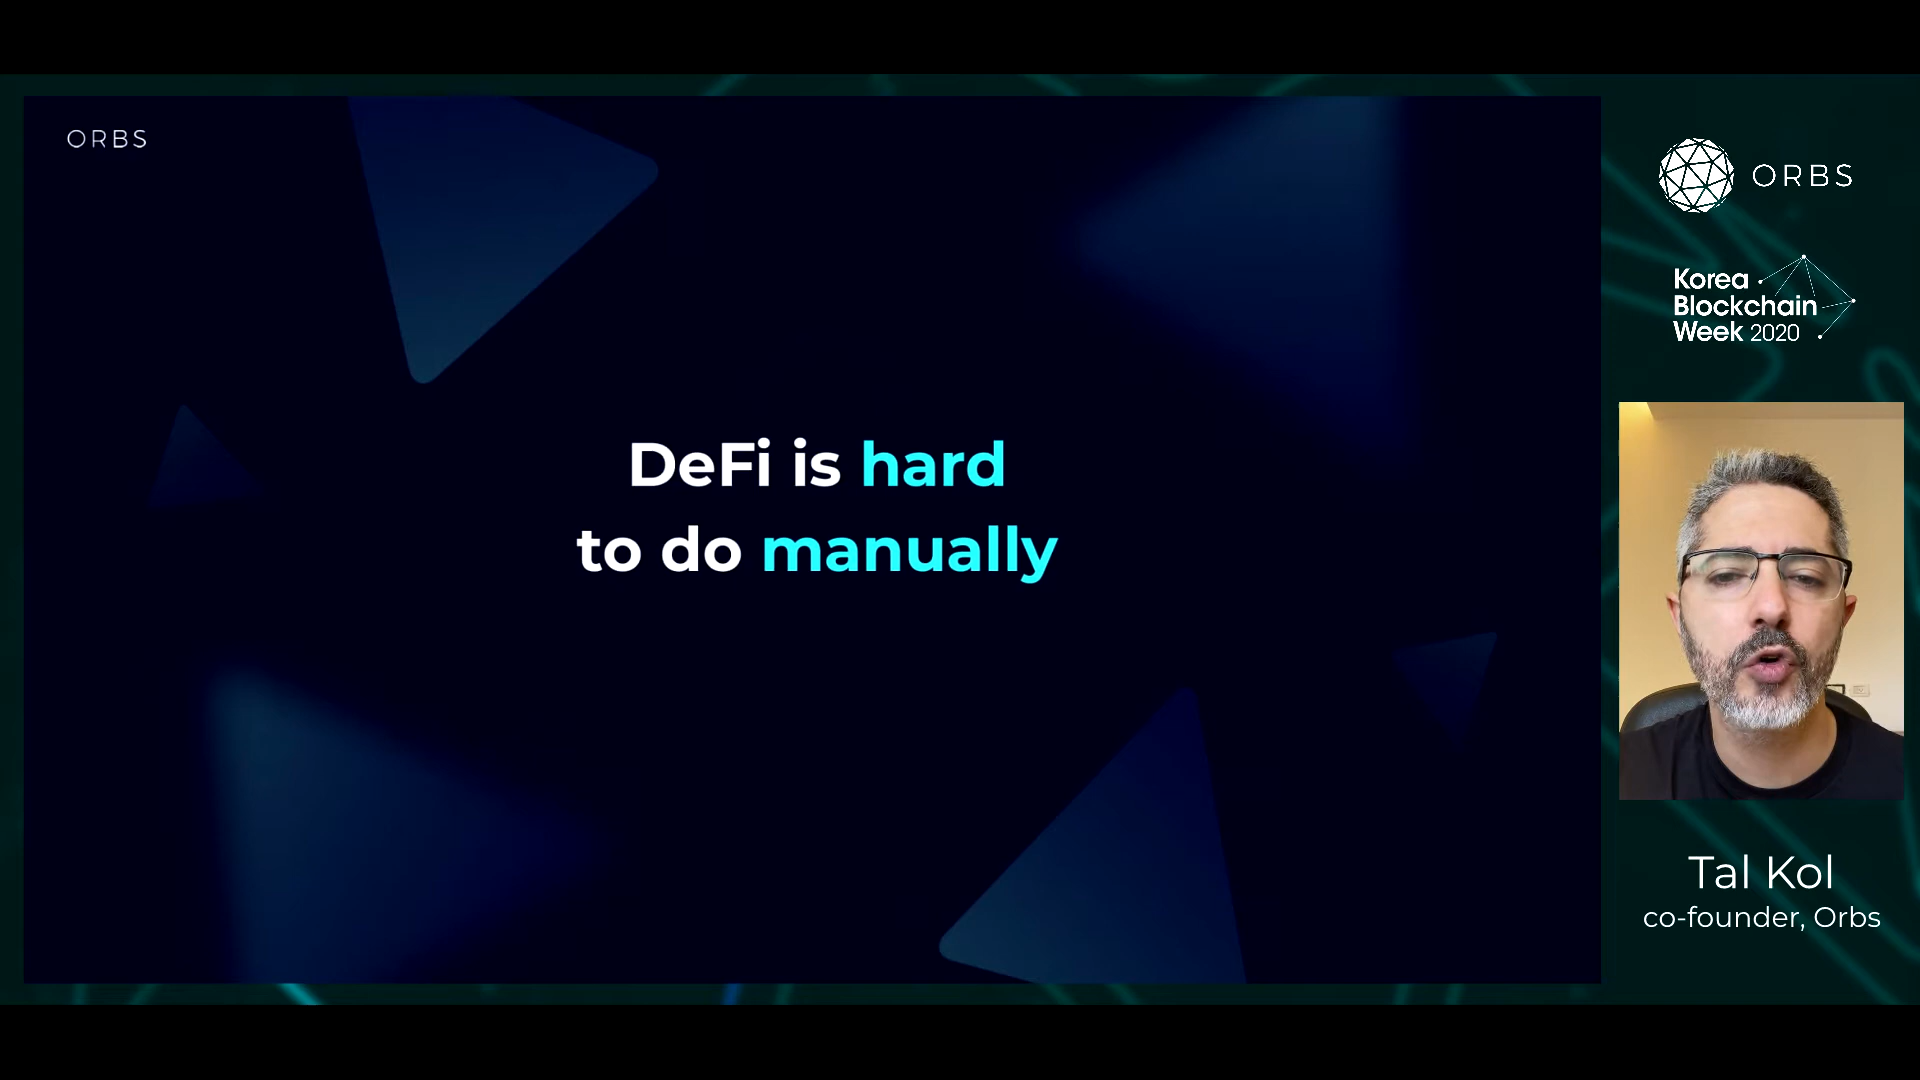 ORBS
DeFi is hard
to do manually
ORBS
Korea
Blockchain
Week 2020
Tal Kol
co-founder, Orbs